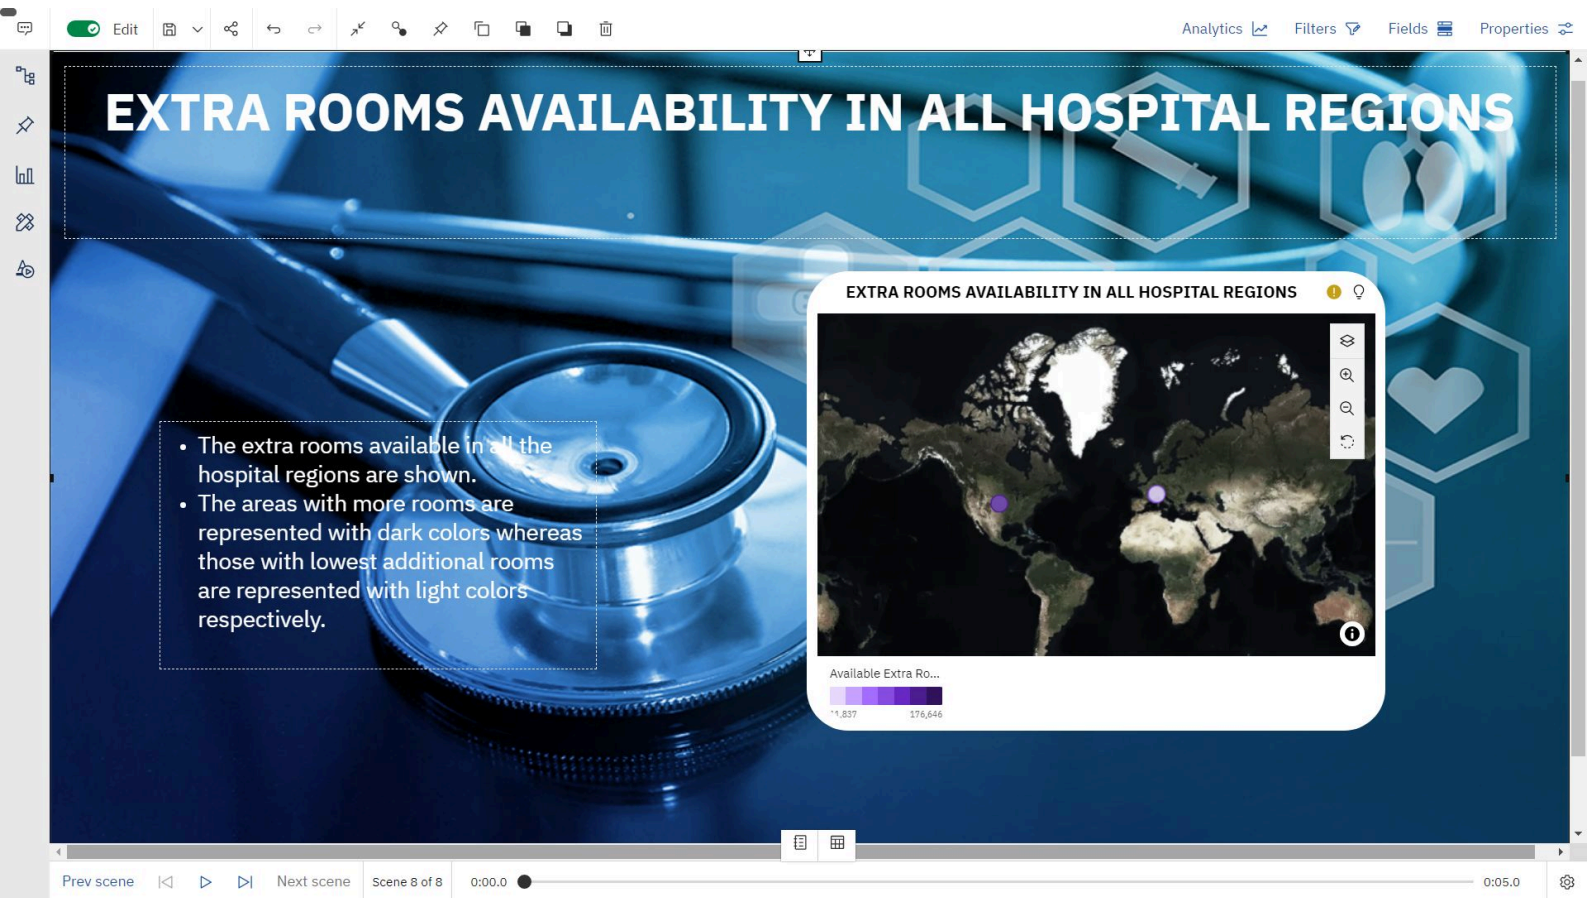 Edit
Analytics
Filters
Fields
Properties
EXTRA ROOMS AVAILABILITY IN ALL HOSPITAL REGIONS
EXTRA ROOMS AVAILABILITY IN ALL HOSPITAL REGIONS
• The extra rooms available in all the
hospital regions are shown.
• The areas with more rooms are
represented with dark colors whereas
those with lowest additional rooms
are represented with light colors
respectively.
Available Extra Ro...
176,646
Prev scene
Next scene
Scene 8 of 8
0:00.0
0:05.0